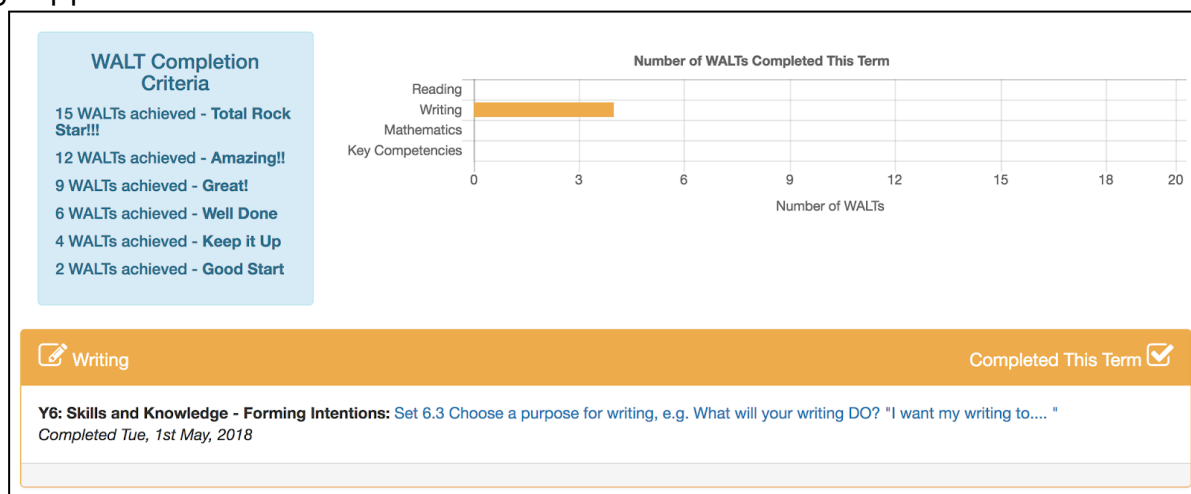 WALT Completion
Criteria
15 WALTs achieved - Total Rock
Star!!!
12 WALTs achieved - Amazing!!
9 WALTs achieved - Great!
6 WALTs achieved - Well Done
4 WALTs achieved - Keep it Up
2 WALTs achieved - Good Start
Number of WALTs Completed This Term
Reading
Writing
Mathematics
Key Competencies
0 3 6 9 12 15 18 20
Number of WALTs
Writing Completed This Term
Y6: Skills and Knowledge - Forming Intentions: Set 6.3 Choose a purpose for writing, e.g. What will your writing DO? "I want my writing to.... "
Completed Tue, 1st May, 2018